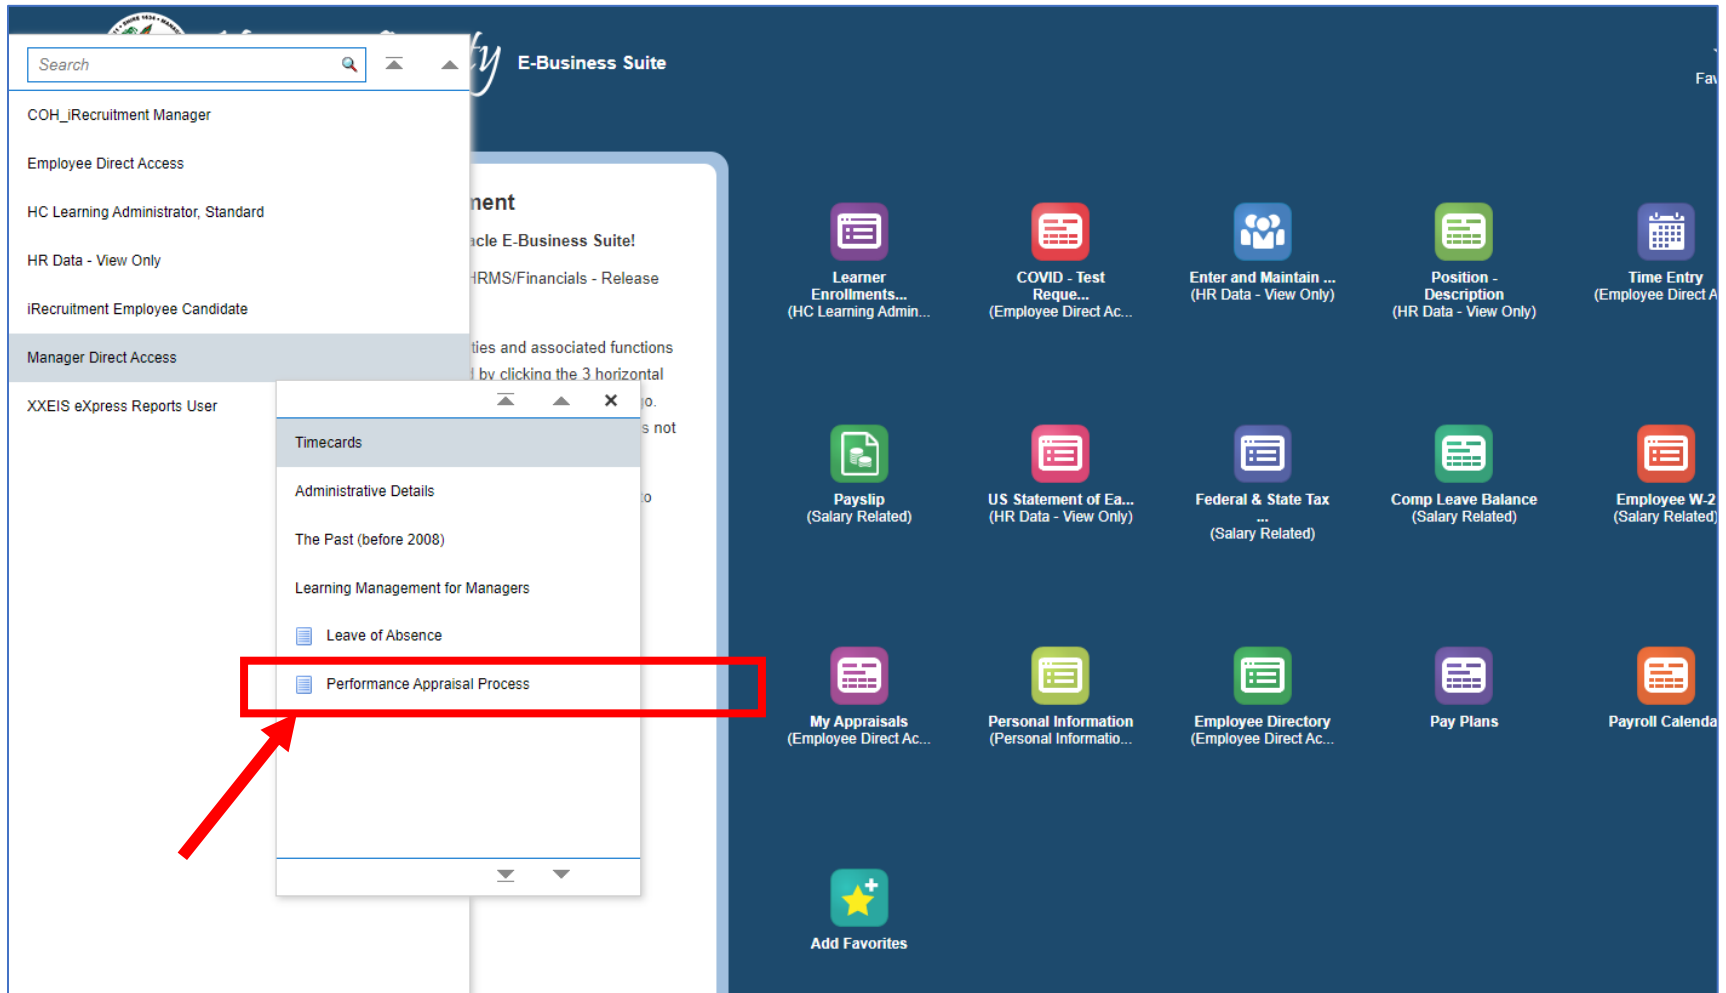 Search
E-Business Suite
COH_iRecruitment Manager
Employee Direct Access
HC Learning Administrator, Standard
HR Data - View Only
iRecruitment Employee Candidate
Manager Direct Access
XXEIS eXpress Reports User
E-Business Suite!
HRMS/Financials - Release
and associated functions
by clicking the 3 horizontal
not
to
Timecards
Administrative Details
The Past (before 2008)
Learning Management for Managers
Leave of Absence
Performance Appraisal Process
Learner
Enrollments...
(HC Learning Admin...
COVID - Test
Reque...
(Employee Direct Ac...
Enter and Maintain ...
(HR Data - View Only)
Position -
Description
(HR Data - View Only)
Time Entry
(Employee Direct A
Payslip
(Salary Related)
US Statement of Ea...
(HR Data - View Only)
Federal & State Tax
...
(Salary Related)
Comp Leave Balance
(Salary Related)
Employee W-2
(Salary Related)
My Appraisals
(Employee Direct Ac...
Personal Information
(Personal Informatio...
Employee Directory
(Employee Direct Ac...
Pay Plans
Payroll Calenda
Add Favorites